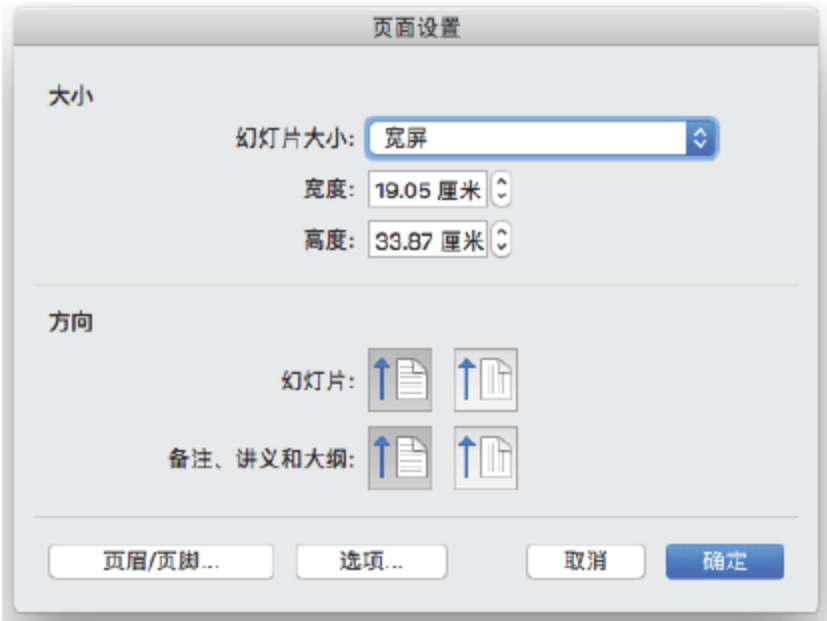 页面设置
大小
幻灯片大小: 宽屏
宽度: 19.05 厘米
高度: 33.87 厘米
方向
幻灯片:
备注、讲义和大纲:
页眉/页脚... 选项... 取消 确定